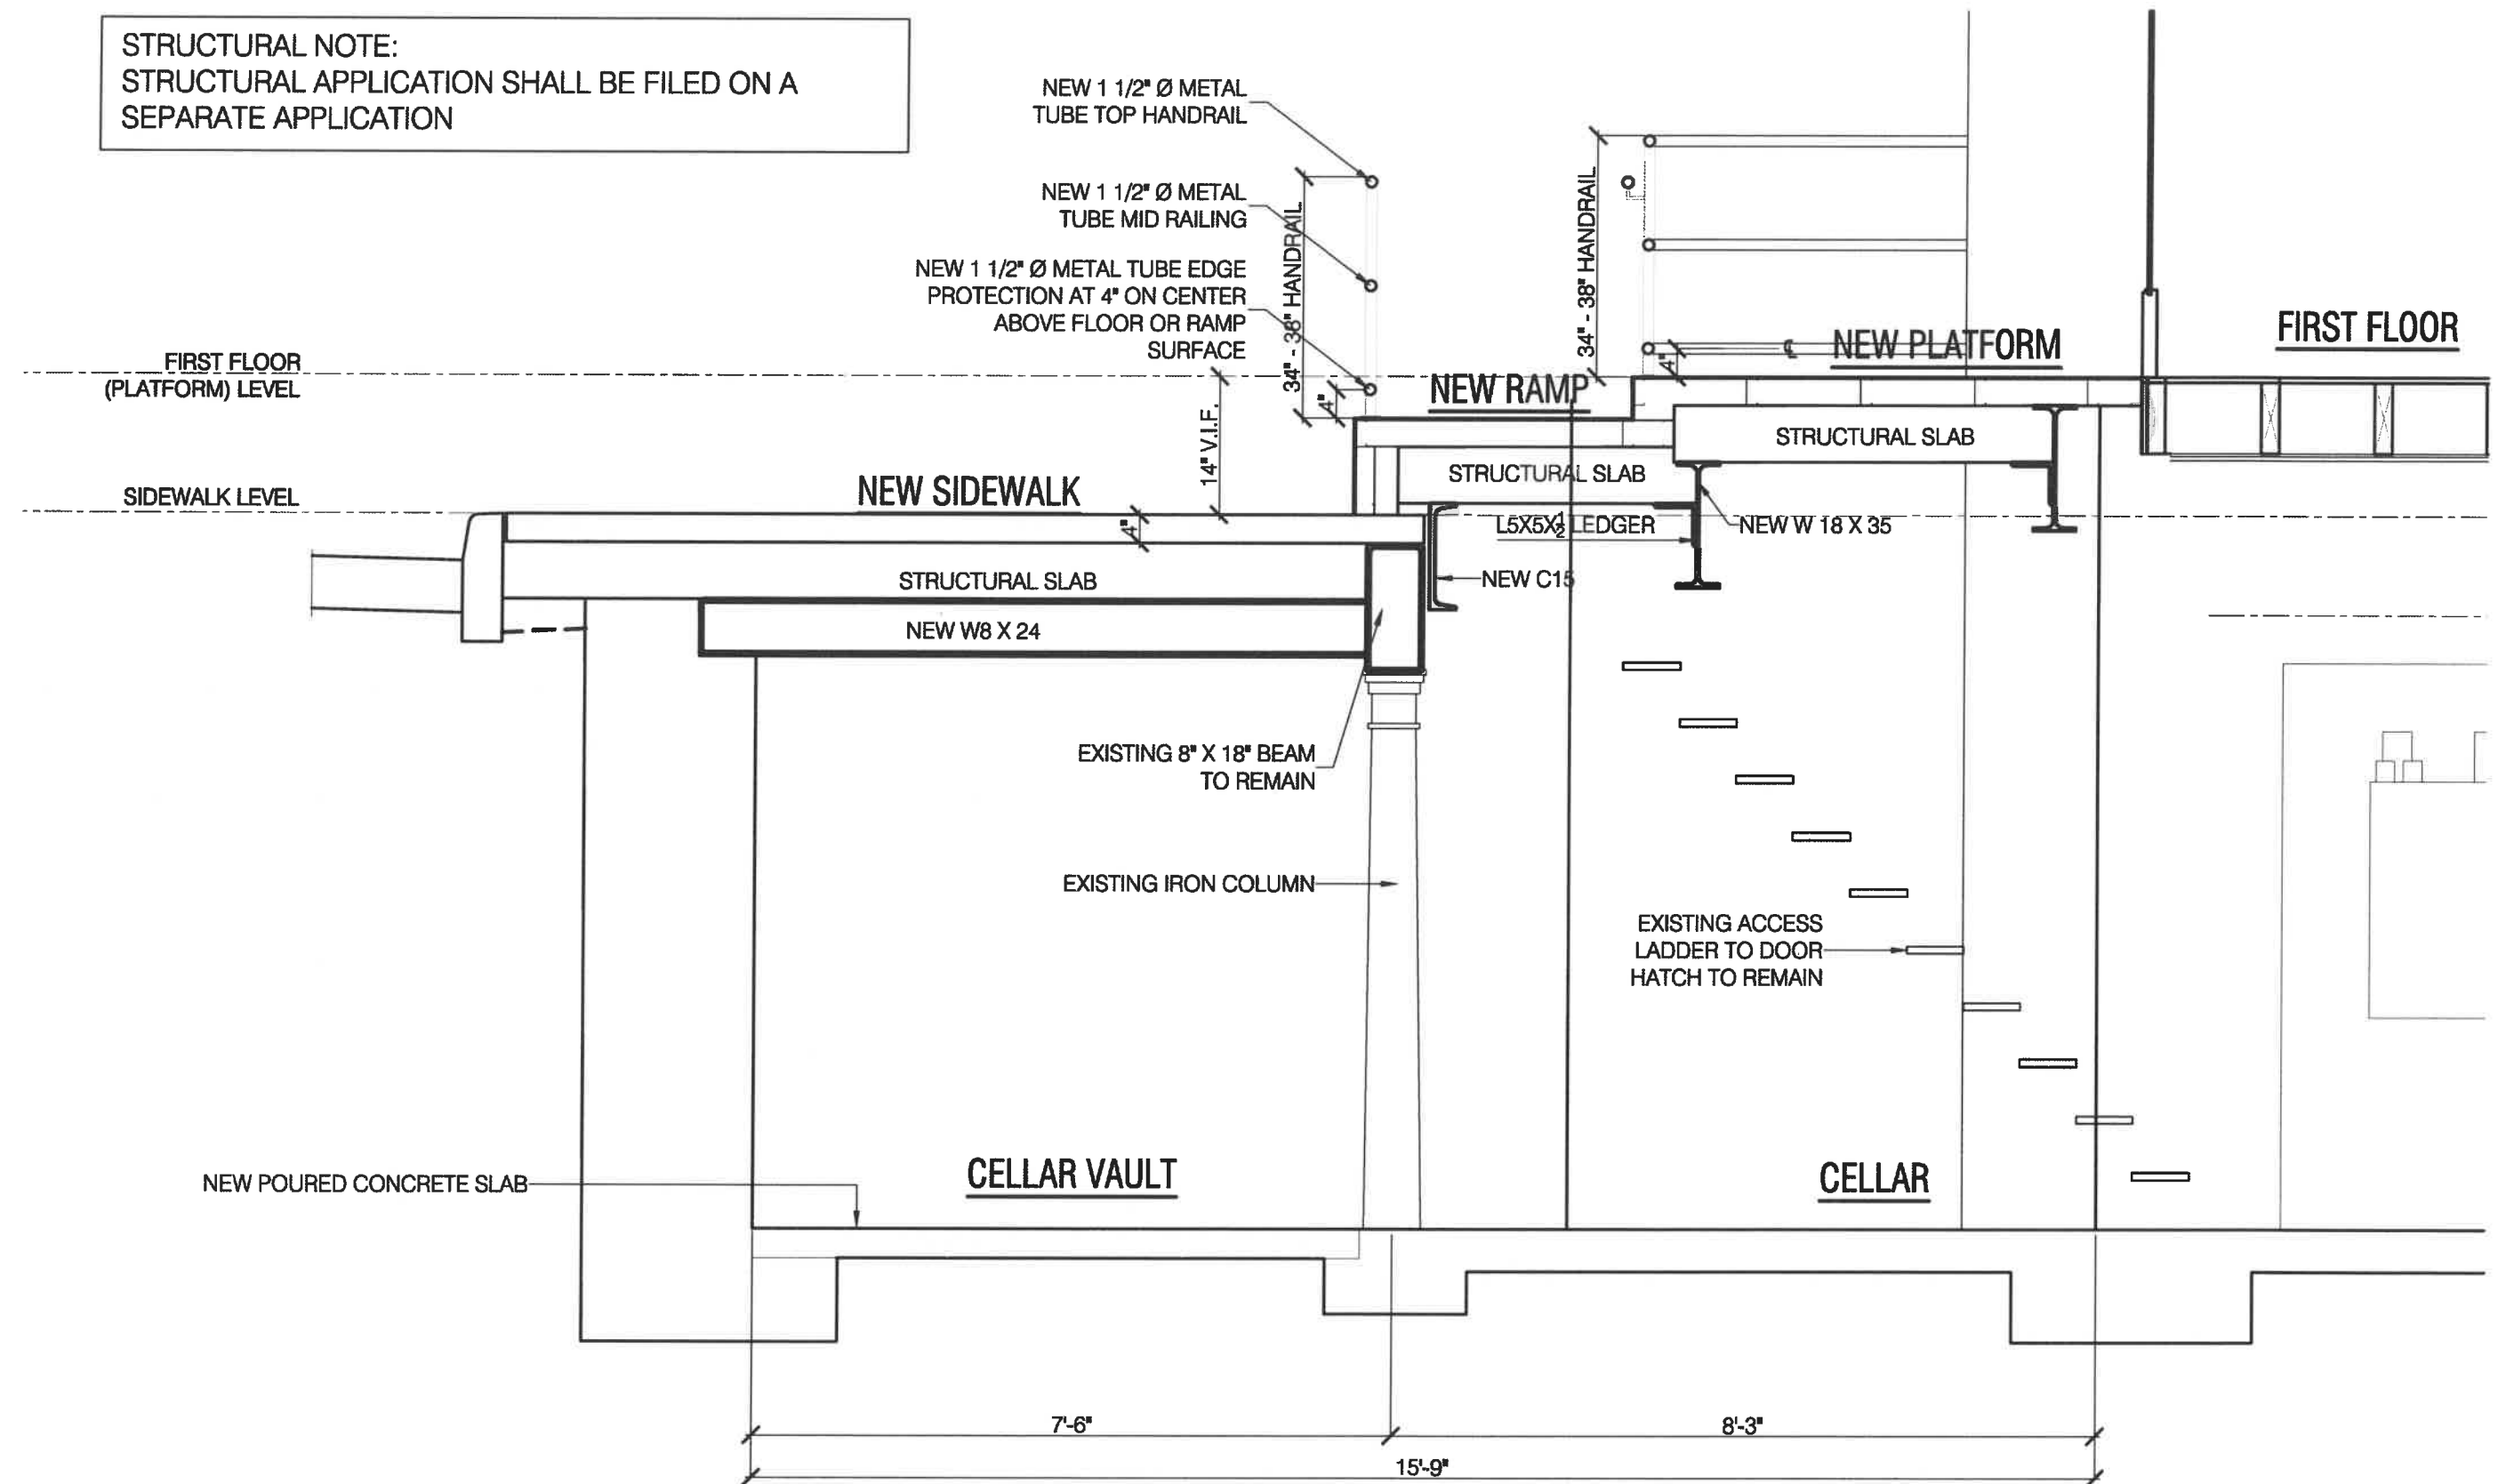 STRUCTURAL NOTE:
STRUCTURAL APPLICATION SHALL BE FILED ON A
SEPARATE APPLICATION
NEW 1 1/2" Ø METAL
TUBE TOP HANDRAIL
NEW 1 1/2" Ø METAL
TUBE MID RAILING
NEW 1 1/2" Ø METAL TUBE EDGE
PROTECTION AT 4" ON CENTER
ABOVE FLOOR OR RAMP
SURFACE
34" - 38" HANDRAIL
34" - 38" HANDRAIL
4"
4"
℄
NEW PLATFORM
FIRST FLOOR
FIRST FLOOR
(PLATFORM) LEVEL
NEW RAMP
14" V.I.F.
STRUCTURAL SLAB
STRUCTURAL SLAB
SIDEWALK LEVEL
NEW SIDEWALK
4"
L5X5X1/2 LEDGER
NEW W 18 X 35
STRUCTURAL SLAB
NEW C15
NEW W8 X 24
EXISTING 8" X 18" BEAM
TO REMAIN
EXISTING IRON COLUMN
EXISTING ACCESS
LADDER TO DOOR
HATCH TO REMAIN
NEW POURED CONCRETE SLAB
CELLAR VAULT
CELLAR
7'-6"
8'-3"
15'-9"